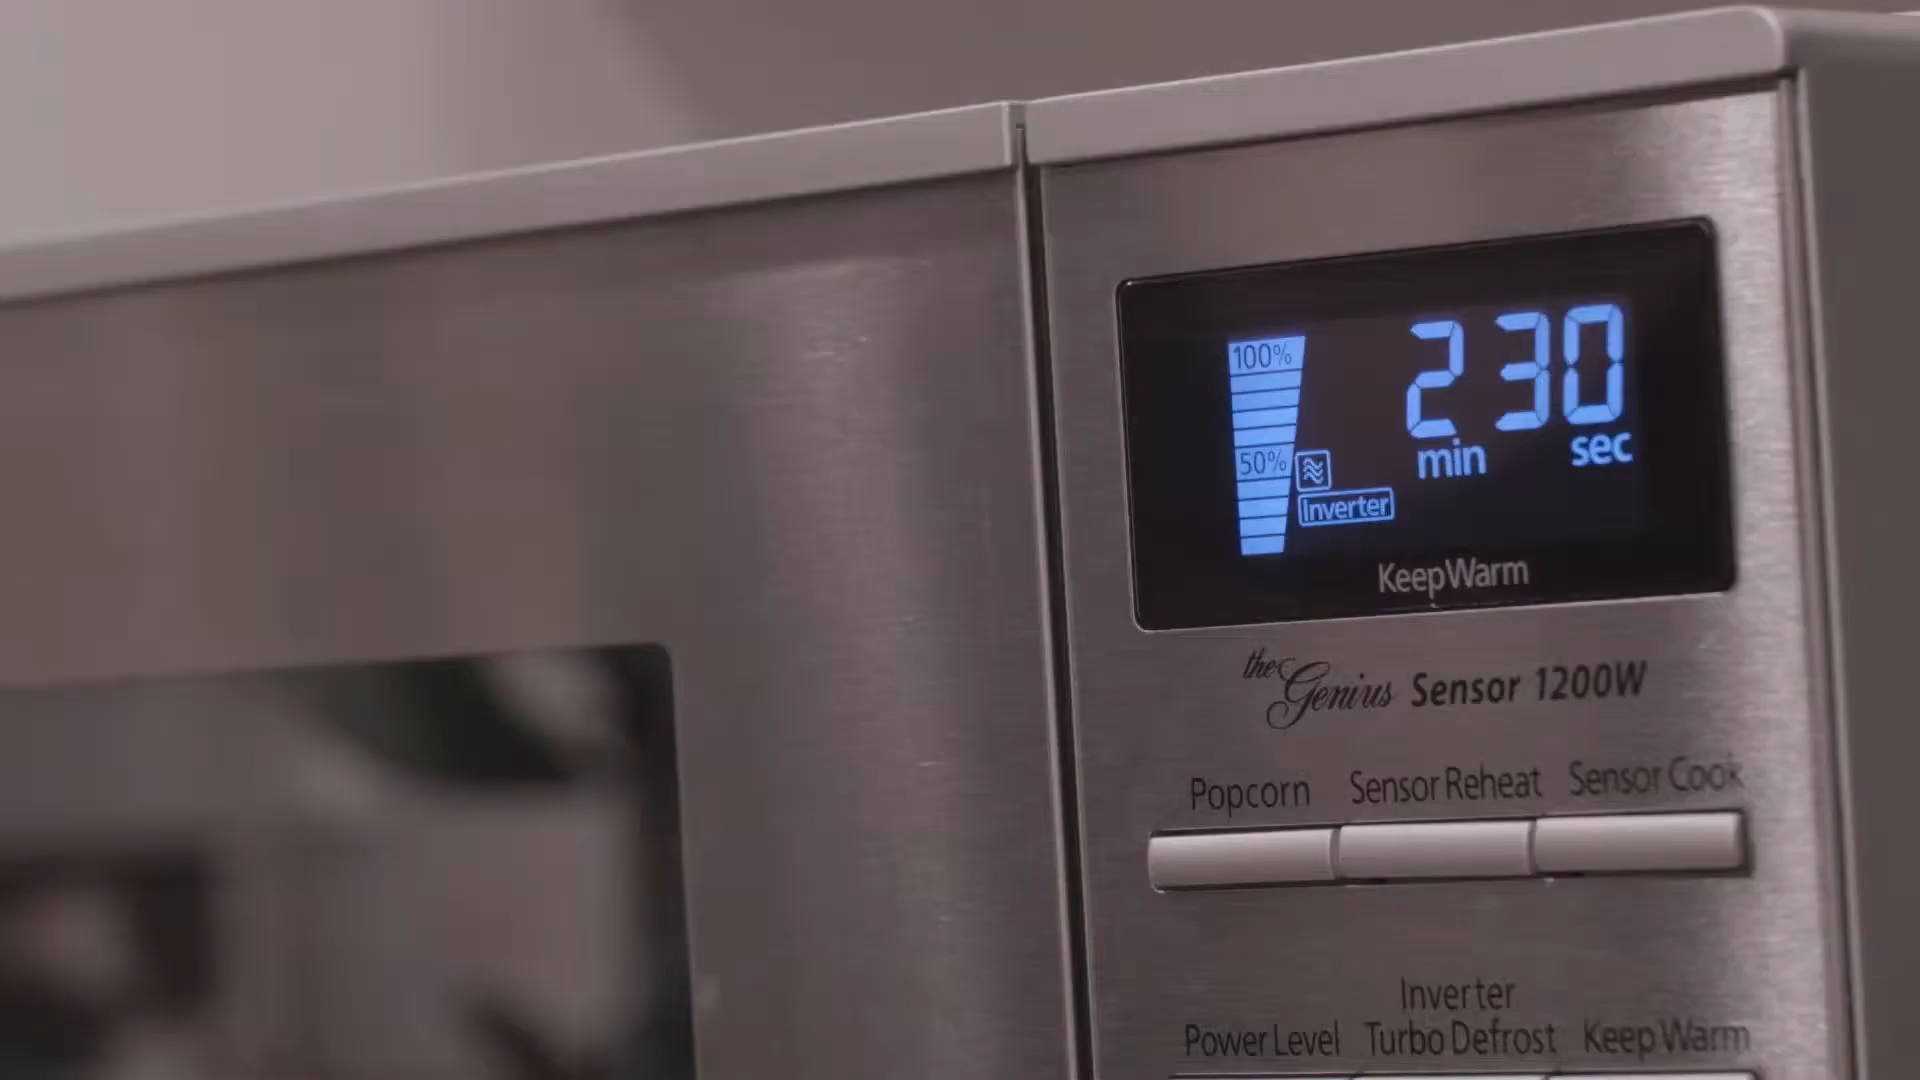 100%
50%
2 30
min sec
Inverter
KeepWarm
the Genius Sensor 1200W
Popcorn Sensor Reheat Sensor Cook
Inverter
Power Level Turbo Defrost Keep Warm